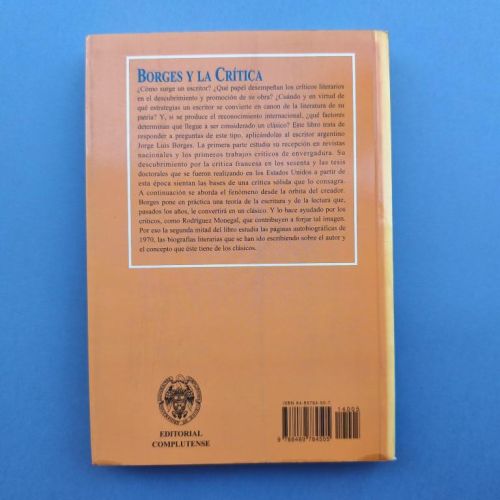 BORGES Y LA CRÍTICA
¿Cómo surge un escritor? ¿Qué papel desempeñan los críticos literarios
en el descubrimiento y promoción de su obra? ¿Cuándo y en virtud de
qué estrategias un escritor se convierte en canon de la literatura de su
patria? Y, si se produce el reconocimiento internacional, ¿qué factores
determinan qué llegue a ser considerado un clásico? Este libro trata de
responder a preguntas de este tipo, aplicándolas al escritor argentino
Jorge Luis Borges. La primera parte estudia su recepción en revistas
nacionales y los primeros trabajos críticos de envergadura. Su
descubrimiento por la crítica francesa en los sesenta y las tesis
doctorales que se fueron realizando en los Estados Unidos a partir de
esta época sientan las bases de una crítica sólida que lo consagra.
A continuación se aborda el fenómeno desde la órbita del creador.
Borges pone en práctica una teoría de la escritura y de la lectura que,
pasados los años, le convertirá en un clásico. Y lo hace ayudado por los
críticos, como Rodríguez Monegal, que contribuyen a forjar tal imagen.
Por eso la segunda mitad del libro estudia las páginas autobiográficas de
1970, las biografías literarias que se han ido escribiendo sobre el autor y
el concepto que éste tiene de los clásicos.
EDITORIAL
COMPLUTENSE
ISBN 84-89784-50-7
14005
9 788489 784505